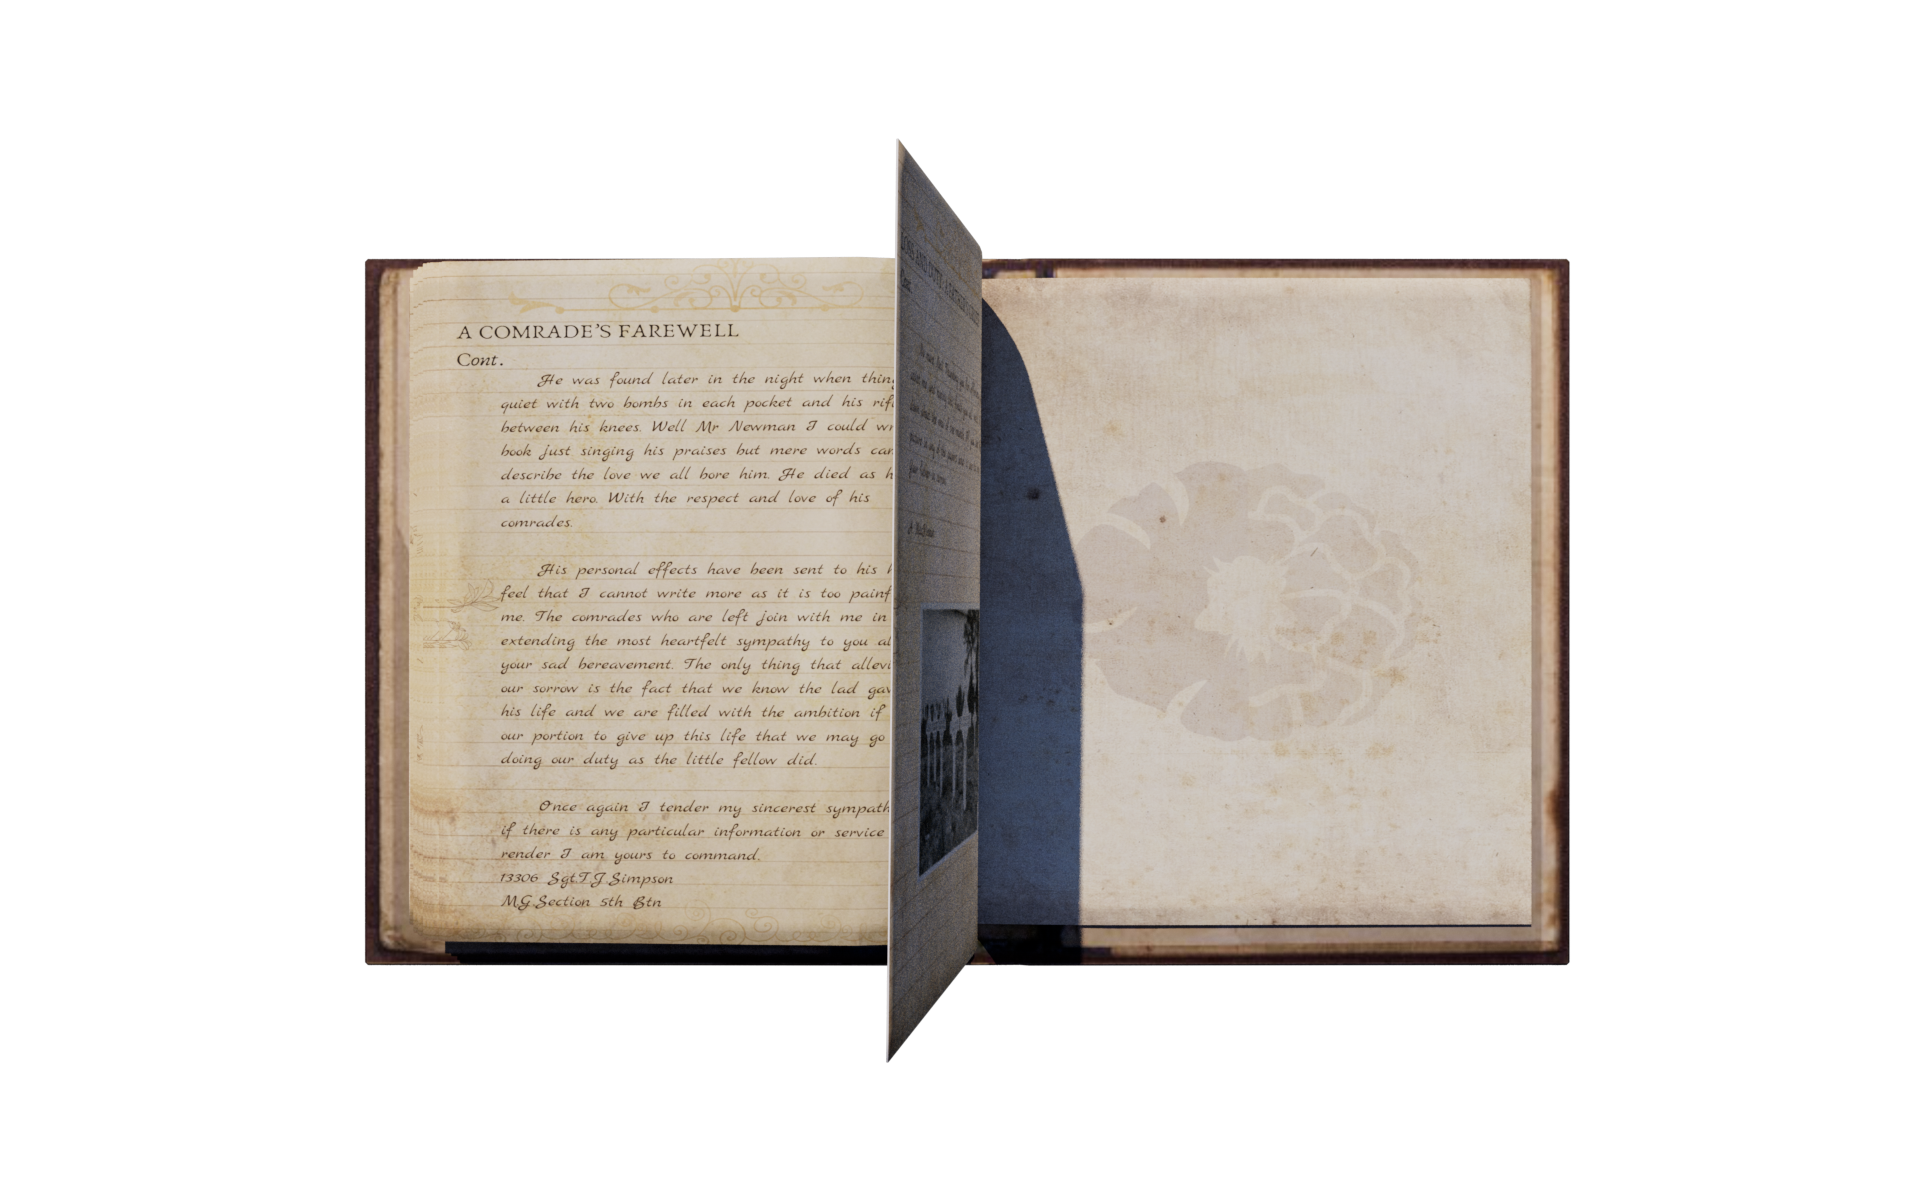 A COMRADE'S FAREWELL
Cont.
He was found later in the night when thing
quiet with two bombs in each pocket and his rifl
between his knees. Well Mr Newman I could wr
book just singing his praises but mere words can
describe the love we all bore him. He died as h
a little hero. With the respect and love of his
comrades.
His personal effects have been sent to his h
feel that I cannot write more as it is too painf
me. The comrades who are left join with me in
extending the most heartfelt sympathy to you al
your sad bereavement. The only thing that allevi
our sorrow is the fact that we know the lad gav
his life and we are filled with the ambition if
our portion to give up this life that we may go
doing our duty as the little fellow did.
Once again I tender my sincerest sympath
if there is any particular information or service
render I am yours to command.
13306 Sgt.T.J.Simpson
M.G.Section 5th Btn
Cont.